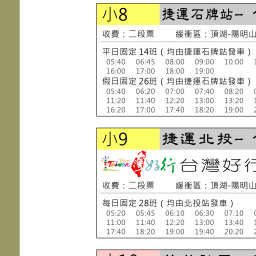 小8 捷運石牌站-
收費：二段票 緩衝區：頂湖-陽明山
平日固定14班（均由捷運石牌站發車）
05:40 06:45 08:00 09:00 10:00
16:00 17:00 18:00 19:00
假日固定26班（均由捷運石牌站發車）
05:40 06:20 07:00 07:40 08:20
11:20 11:40 12:20 13:00 13:20
16:20 17:00 17:40 18:20 19:00
小9 捷運北投-
好行 台灣好行
收費：二段票 緩衝區：頂湖-陽明山
每日固定28班（均由北投站發車）
05:20 05:45 06:10 06:30 07:10
11:00 11:40 12:20 13:00 13:40
17:40 18:20 19:00 19:20 20:00